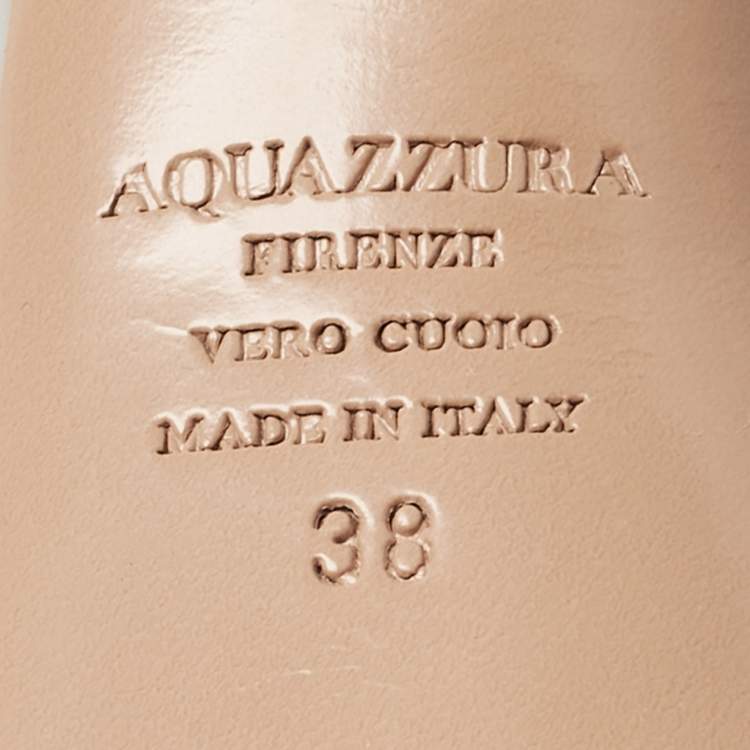 AQUAZZURA
FIRENZE
VERO CUOIO
MADE IN ITALY
38